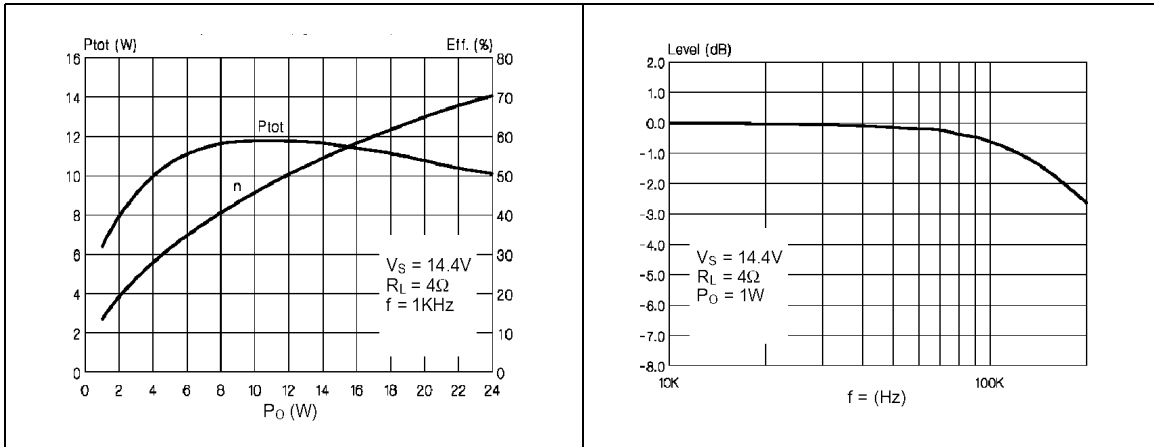 Ptot (W)
Eff. (%)
16
14
12
10
8
6
4
2
0
80
70
60
50
40
30
20
10
0
Ptot
n
VS = 14.4V
RL = 4Ω
f = 1KHz
0 2 4 6 8 10 12 14 16 18 20 22 24
PO (W)
Level (dB)
2.0
1.0
0.0
-1.0
-2.0
-3.0
-4.0
-5.0
-6.0
-7.0
-8.0
VS = 14.4V
RL = 4Ω
PO = 1W
10K 100K
f = (Hz)